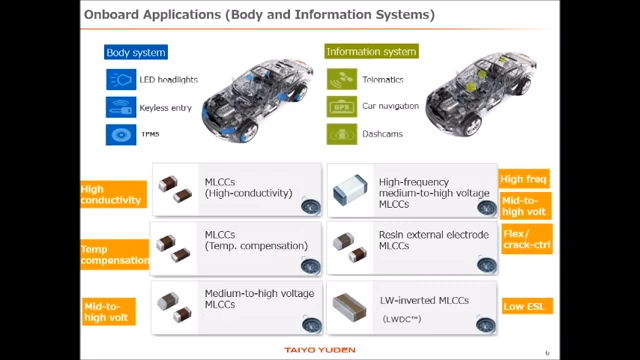 Onboard Applications (Body and Information Systems)
Body system
LED headlights
Keyless entry
TPMS
Information system
Telematics
GPS
Car navigation
Dashcams
High
conductivity
MLCCs
(High-conductivity)
High-frequency
medium-to-high voltage
MLCCs
High freq
Mid-to-
high volt
Temp
compensation
MLCCs
(Temp. compensation)
Resin external electrode
MLCCs
Flex/
crack-ctrl
Mid-to-
high volt
Medium-to-high voltage
MLCCs
LW-inverted MLCCs
(LWDC™)
Low ESL
TAIYO YUDEN
6